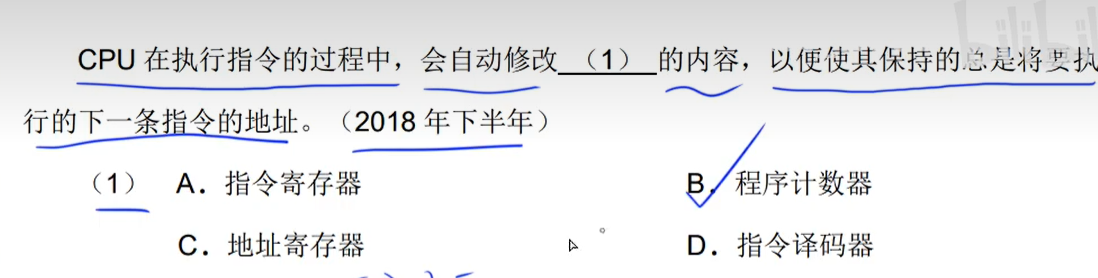 CPU 在执行指令的过程中，会自动修改 （1） 的内容，以便使其保持的总是将要执
行的下一条指令的地址。（2018 年下半年）
（1） A．指令寄存器 B．程序计数器
C．地址寄存器 D．指令译码器
bilibili